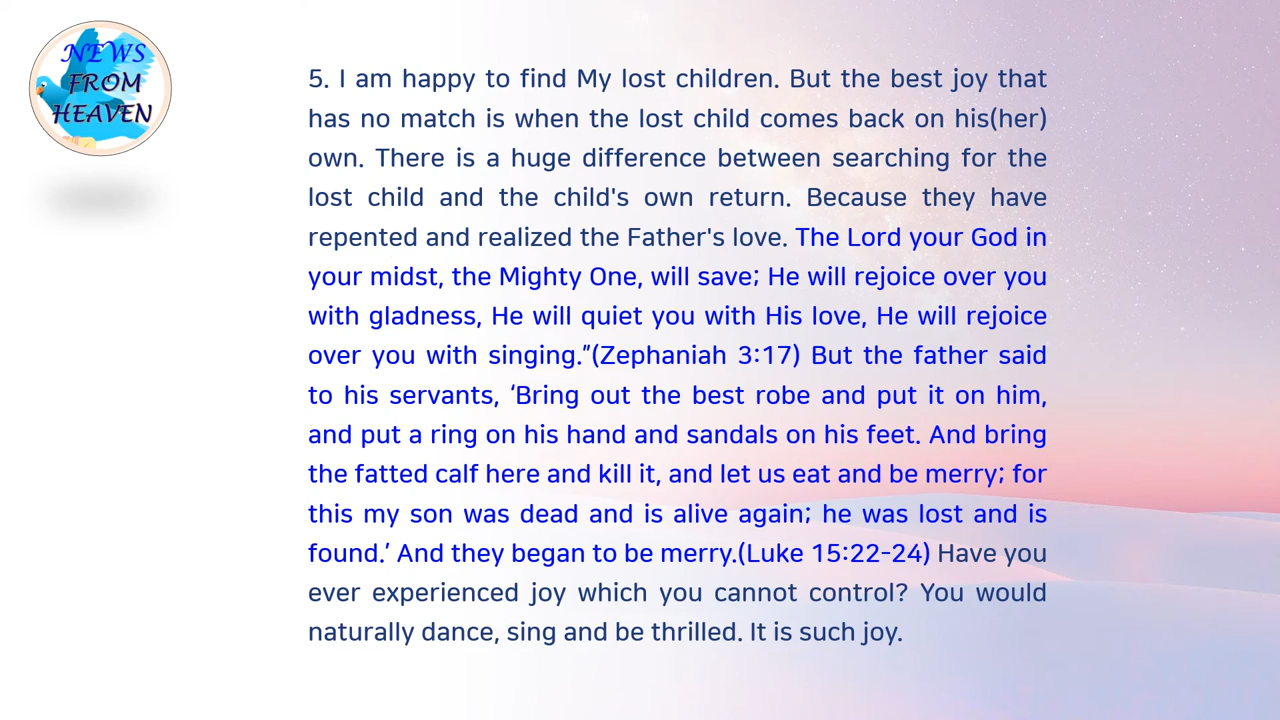 NEWS
FROM
HEAVEN
5. I am happy to find My lost children. But the best joy that
has no match is when the lost child comes back on his(her)
own. There is a huge difference between searching for the
lost child and the child's own return. Because they have
repented and realized the Father's love. The Lord your God in
your midst, the Mighty One, will save; He will rejoice over you
with gladness, He will quiet you with His love, He will rejoice
over you with singing.”(Zephaniah 3:17) But the father said
to his servants, ‘Bring out the best robe and put it on him,
and put a ring on his hand and sandals on his feet. And bring
the fatted calf here and kill it, and let us eat and be merry; for
this my son was dead and is alive again; he was lost and is
found.’ And they began to be merry.(Luke 15:22-24) Have you
ever experienced joy which you cannot control? You would
naturally dance, sing and be thrilled. It is such joy.